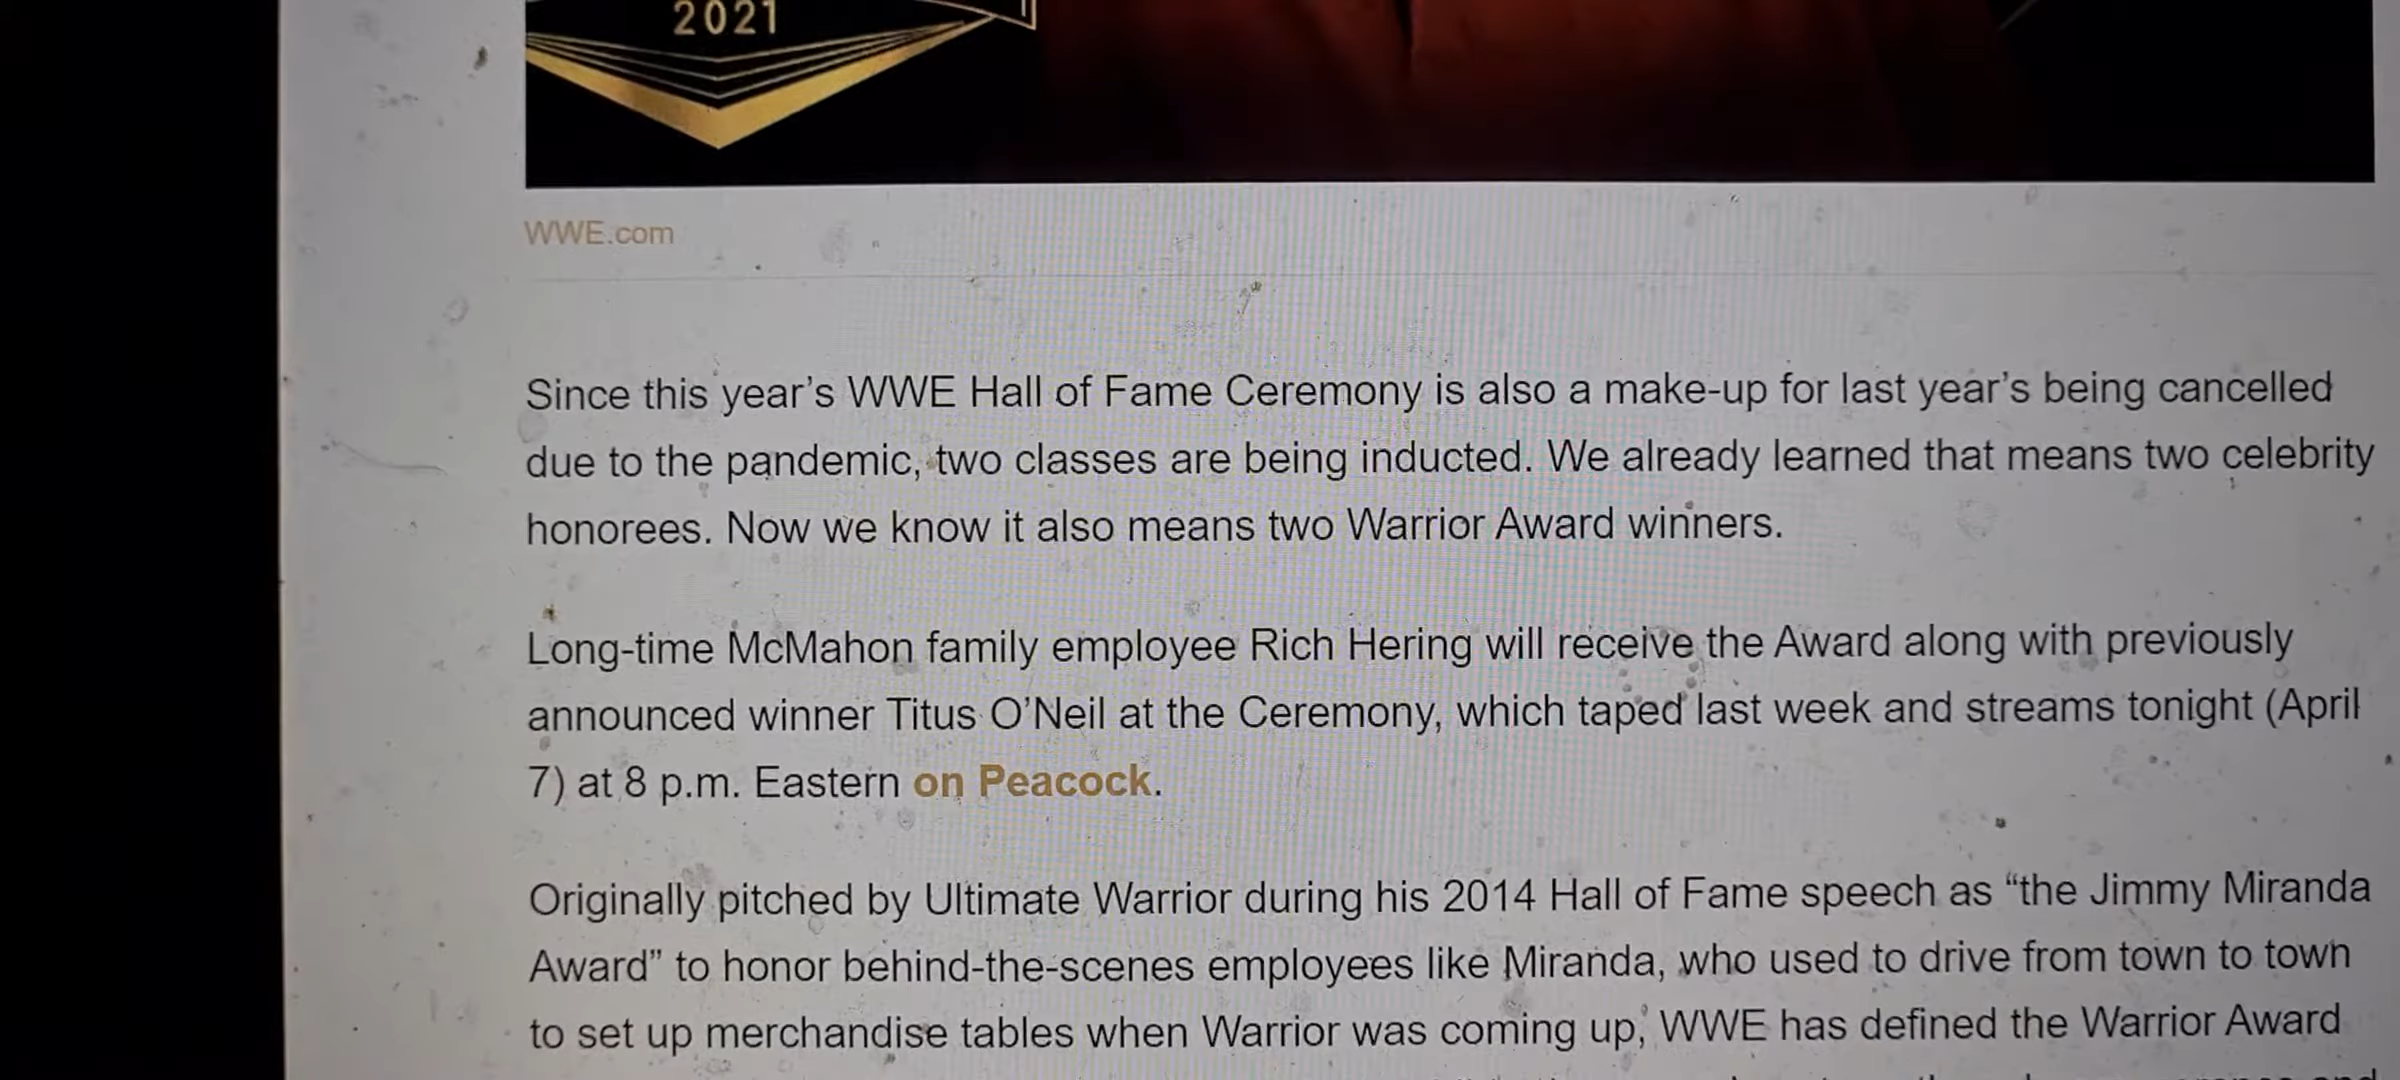 2021
WWE.com
Since this year’s WWE Hall of Fame Ceremony is also a make-up for last year’s being cancelled
due to the pandemic, two classes are being inducted. We already learned that means two celebrity
honorees. Now we know it also means two Warrior Award winners.
Long-time McMahon family employee Rich Hering will receive the Award along with previously
announced winner Titus O’Neil at the Ceremony, which taped last week and streams tonight (April
7) at 8 p.m. Eastern on Peacock.
Originally pitched by Ultimate Warrior during his 2014 Hall of Fame speech as “the Jimmy Miranda
Award” to honor behind-the-scenes employees like Miranda, who used to drive from town to town
to set up merchandise tables when Warrior was coming up, WWE has defined the Warrior Award